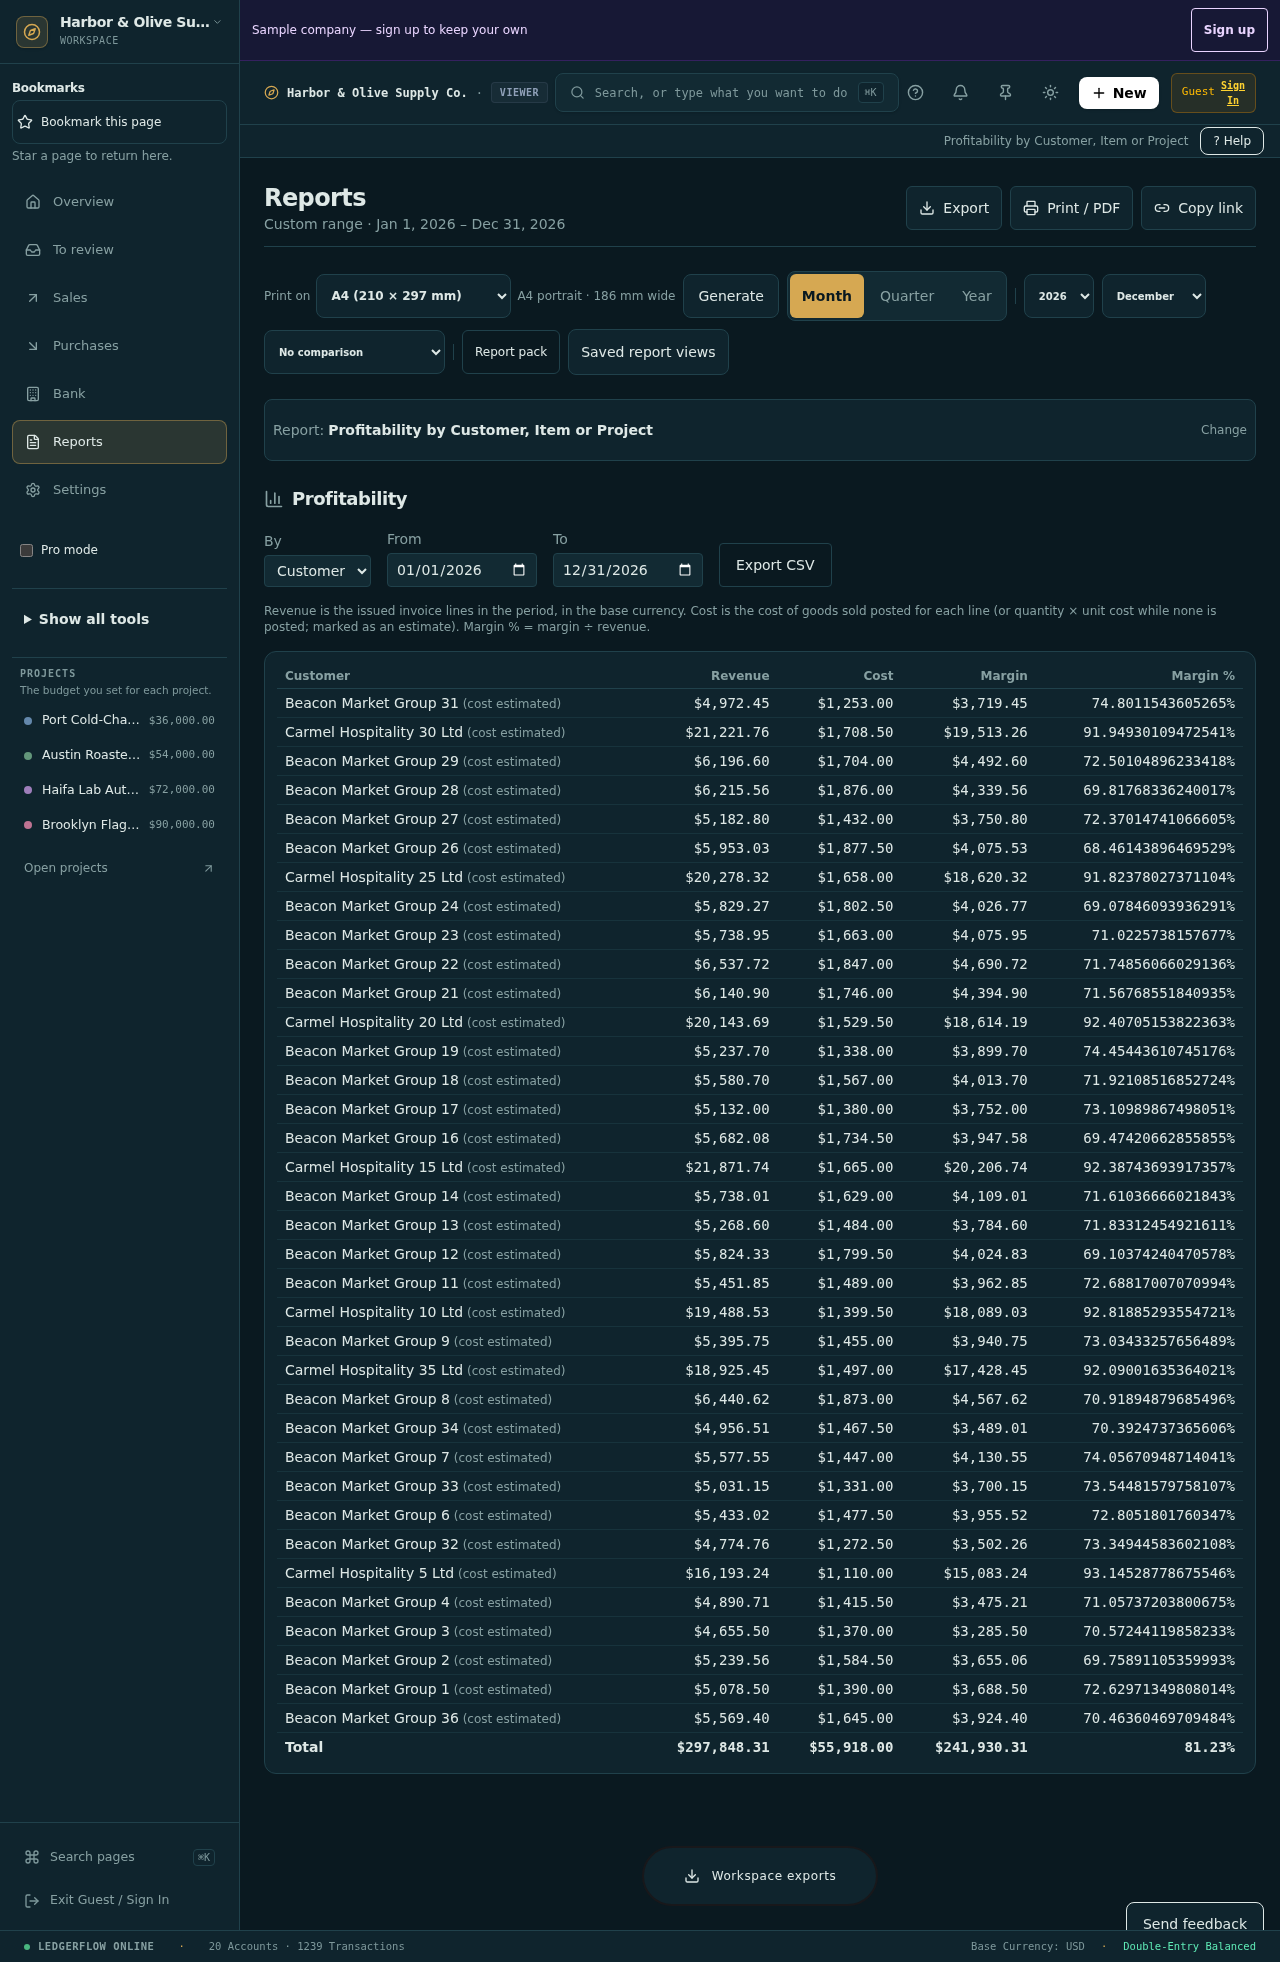 Harbor & Olive Su...
WORKSPACE
Bookmarks
Bookmark this page
Star a page to return here.
Overview
To review
Sales
Purchases
Bank
Reports
Settings
Pro mode
Show all tools
PROJECTS
The budget you set for each project.
Port Cold-Cha... $36,000.00
Austin Roaste... $54,000.00
Haifa Lab Aut... $72,000.00
Brooklyn Flag... $90,000.00
Open projects
Search pages ⌘K
Exit Guest / Sign In
Sample company — sign up to keep your own
Sign up
Harbor & Olive Supply Co. · VIEWER
Search, or type what you want to do ⌘K
New
Guest Sign In
Profitability by Customer, Item or Project
? Help
Reports
Custom range · Jan 1, 2026 – Dec 31, 2026
Export
Print / PDF
Copy link
Print on A4 (210 × 297 mm) A4 portrait · 186 mm wide Generate Month Quarter Year 2026 December
No comparison Report pack Saved report views
Report: Profitability by Customer, Item or Project Change
Profitability
By From To
Customer 01/01/2026 12/31/2026 Export CSV
Revenue is the issued invoice lines in the period, in the base currency. Cost is the cost of goods sold posted for each line (or quantity × unit cost while none is
posted; marked as an estimate). Margin % = margin ÷ revenue.
Customer Revenue Cost Margin Margin %
Beacon Market Group 31 (cost estimated) $4,972.45 $1,253.00 $3,719.45 74.8011543605265%
Carmel Hospitality 30 Ltd (cost estimated) $21,221.76 $1,708.50 $19,513.26 91.94930109472541%
Beacon Market Group 29 (cost estimated) $6,196.60 $1,704.00 $4,492.60 72.50104896233418%
Beacon Market Group 28 (cost estimated) $6,215.56 $1,876.00 $4,339.56 69.81768336240017%
Beacon Market Group 27 (cost estimated) $5,182.80 $1,432.00 $3,750.80 72.37014741066605%
Beacon Market Group 26 (cost estimated) $5,953.03 $1,877.50 $4,075.53 68.46143896469529%
Carmel Hospitality 25 Ltd (cost estimated) $20,278.32 $1,658.00 $18,620.32 91.82378027371104%
Beacon Market Group 24 (cost estimated) $5,829.27 $1,802.50 $4,026.77 69.07846093936291%
Beacon Market Group 23 (cost estimated) $5,738.95 $1,663.00 $4,075.95 71.0225738157677%
Beacon Market Group 22 (cost estimated) $6,537.72 $1,847.00 $4,690.72 71.74856066029136%
Beacon Market Group 21 (cost estimated) $6,140.90 $1,746.00 $4,394.90 71.56768551840935%
Carmel Hospitality 20 Ltd (cost estimated) $20,143.69 $1,529.50 $18,614.19 92.407051538​22363%
Beacon Market Group 19 (cost estimated) $5,237.70 $1,338.00 $3,899.70 74.45443610745176%
Beacon Market Group 18 (cost estimated) $5,580.70 $1,567.00 $4,013.70 71.92108516852724%
Beacon Market Group 17 (cost estimated) $5,132.00 $1,380.00 $3,752.00 73.10989867498051%
Beacon Market Group 16 (cost estimated) $5,682.08 $1,734.50 $3,947.58 69.47420662855855%
Carmel Hospitality 15 Ltd (cost estimated) $21,871.74 $1,665.00 $20,206.74 92.38743693917357%
Beacon Market Group 14 (cost estimated) $5,738.01 $1,629.00 $4,109.01 71.61036666021843%
Beacon Market Group 13 (cost estimated) $5,268.60 $1,484.00 $3,784.60 71.83312454921611%
Beacon Market Group 12 (cost estimated) $5,824.33 $1,799.50 $4,024.83 69.10374240470578%
Beacon Market Group 11 (cost estimated) $5,451.85 $1,489.00 $3,962.85 72.68817007070994%
Carmel Hospitality 10 Ltd (cost estimated) $19,488.53 $1,399.50 $18,089.03 92.81885293554721%
Beacon Market Group 9 (cost estimated) $5,395.75 $1,455.00 $3,940.75 73.03433257656489%
Carmel Hospitality 35 Ltd (cost estimated) $18,925.45 $1,497.00 $17,428.45 92.09001635364021%
Beacon Market Group 8 (cost estimated) $6,440.62 $1,873.00 $4,567.62 70.91894879685496%
Beacon Market Group 34 (cost estimated) $4,956.51 $1,467.50 $3,489.01 70.3924737365606%
Beacon Market Group 7 (cost estimated) $5,577.55 $1,447.00 $4,130.55 74.05670948714041%
Beacon Market Group 33 (cost estimated) $5,031.15 $1,331.00 $3,700.15 73.54481579758107%
Beacon Market Group 6 (cost estimated) $5,433.02 $1,477.50 $3,955.52 72.8051801760347%
Beacon Market Group 32 (cost estimated) $4,774.76 $1,272.50 $3,502.26 73.34944583602108%
Carmel Hospitality 5 Ltd (cost estimated) $16,193.24 $1,110.00 $15,083.24 93.14528778675546%
Beacon Market Group 4 (cost estimated) $4,890.71 $1,415.50 $3,475.21 71.05737203800675%
Beacon Market Group 3 (cost estimated) $4,655.50 $1,370.00 $3,285.50 70.57244119858233%
Beacon Market Group 2 (cost estimated) $5,239.56 $1,584.50 $3,655.06 69.75891105359993%
Beacon Market Group 1 (cost estimated) $5,078.50 $1,390.00 $3,688.50 72.62971349808014%
Beacon Market Group 36 (cost estimated) $5,569.40 $1,645.00 $3,924.40 70.46360469709484%
Total $297,848.31 $55,918.00 $241,930.31 81.23%
Workspace exports
Send feedback
LEDGERFLOW ONLINE · 20 Accounts · 1239 Transactions
Base Currency: USD · Double-Entry Balanced